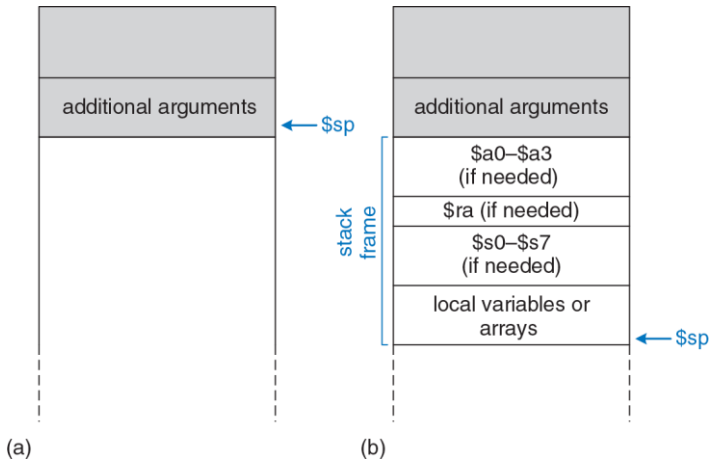 additional arguments
$sp
(a)
additional arguments
$a0–$a3
(if needed)
$ra (if needed)
$s0–$s7
(if needed)
local variables or
arrays
stack
frame
$sp
(b)